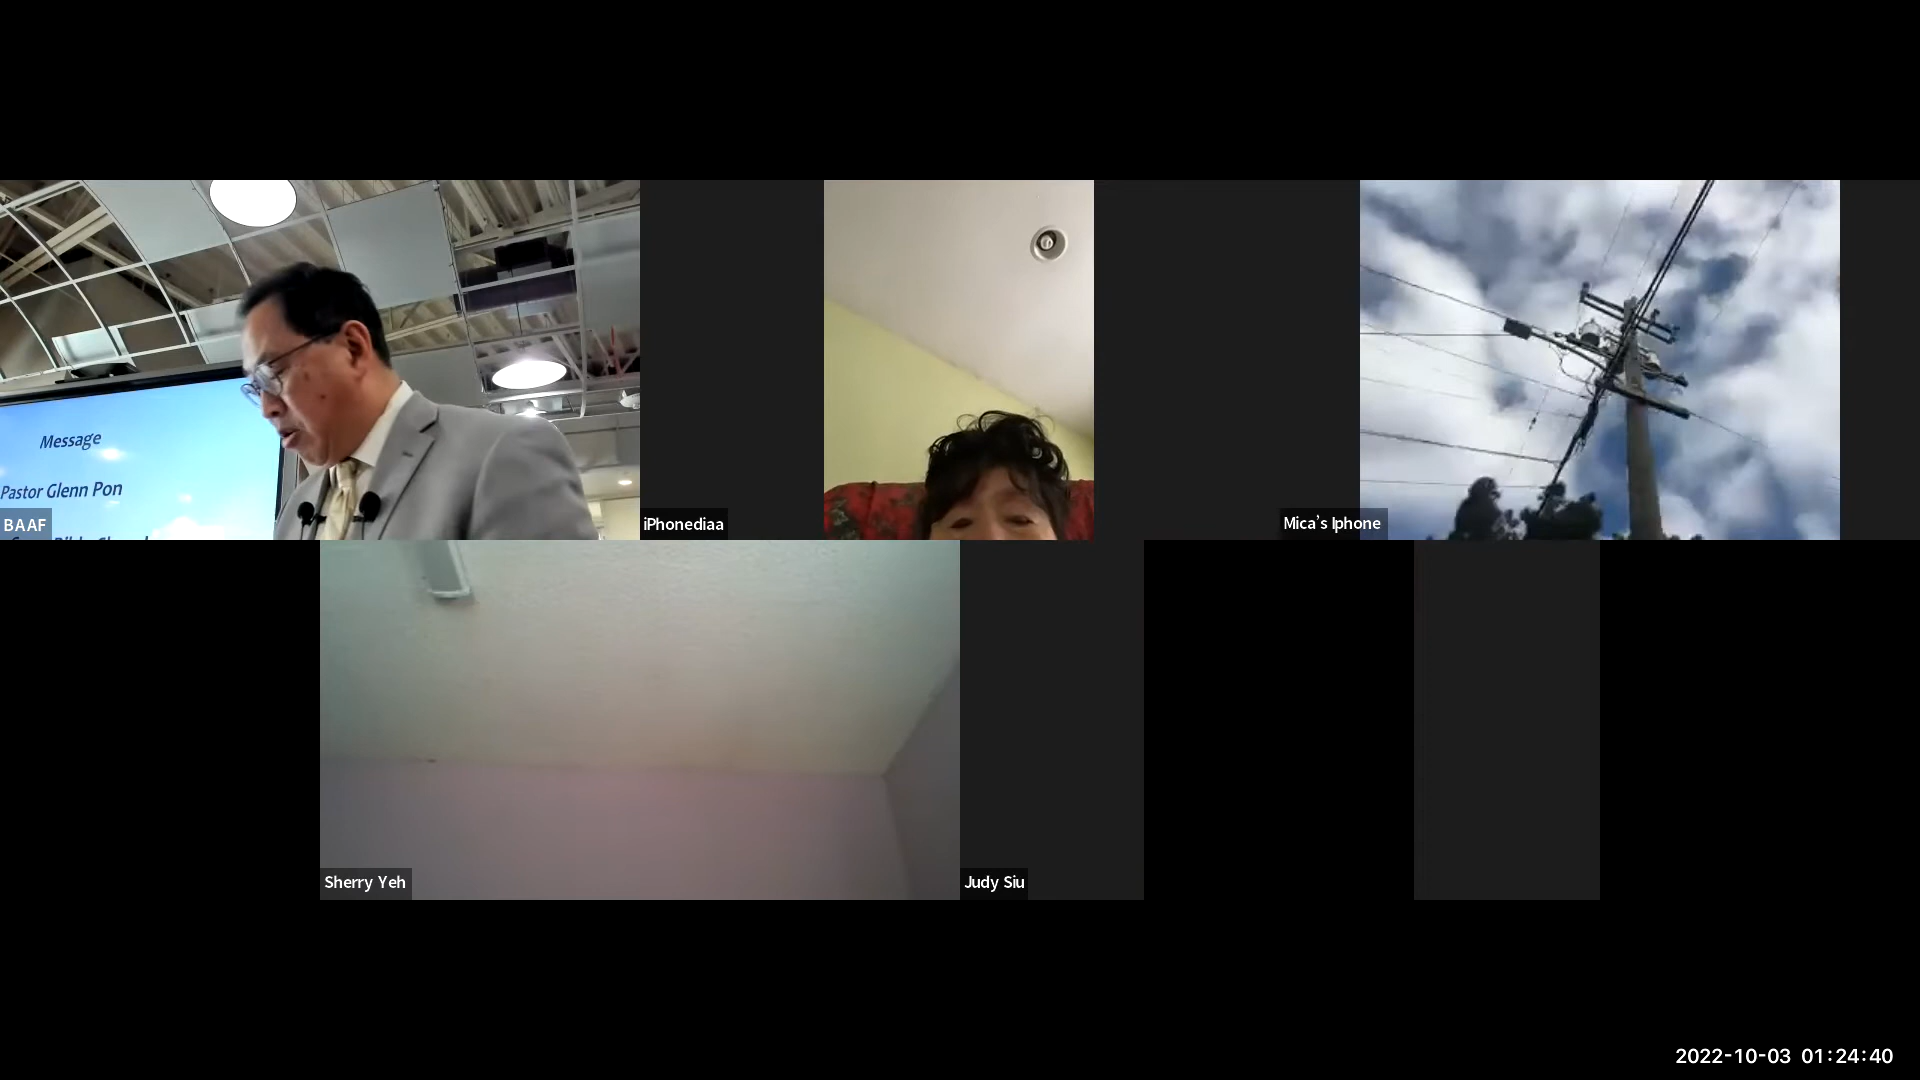 Message
Pastor Glenn Pon
BAAF
iPhonediaa
Mica's Iphone
Sherry Yeh
Judy Siu
2022-10-03 01:24:40